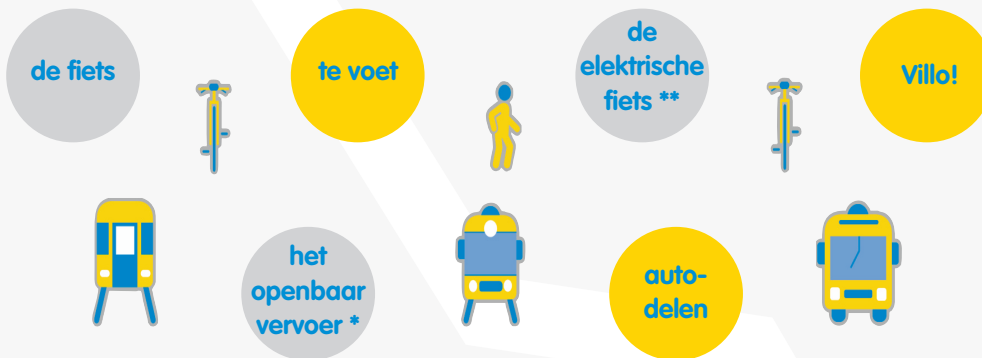 de fiets
te voet
de
elektrische
fiets **
Villo!
het
openbaar
vervoer *
auto-
delen